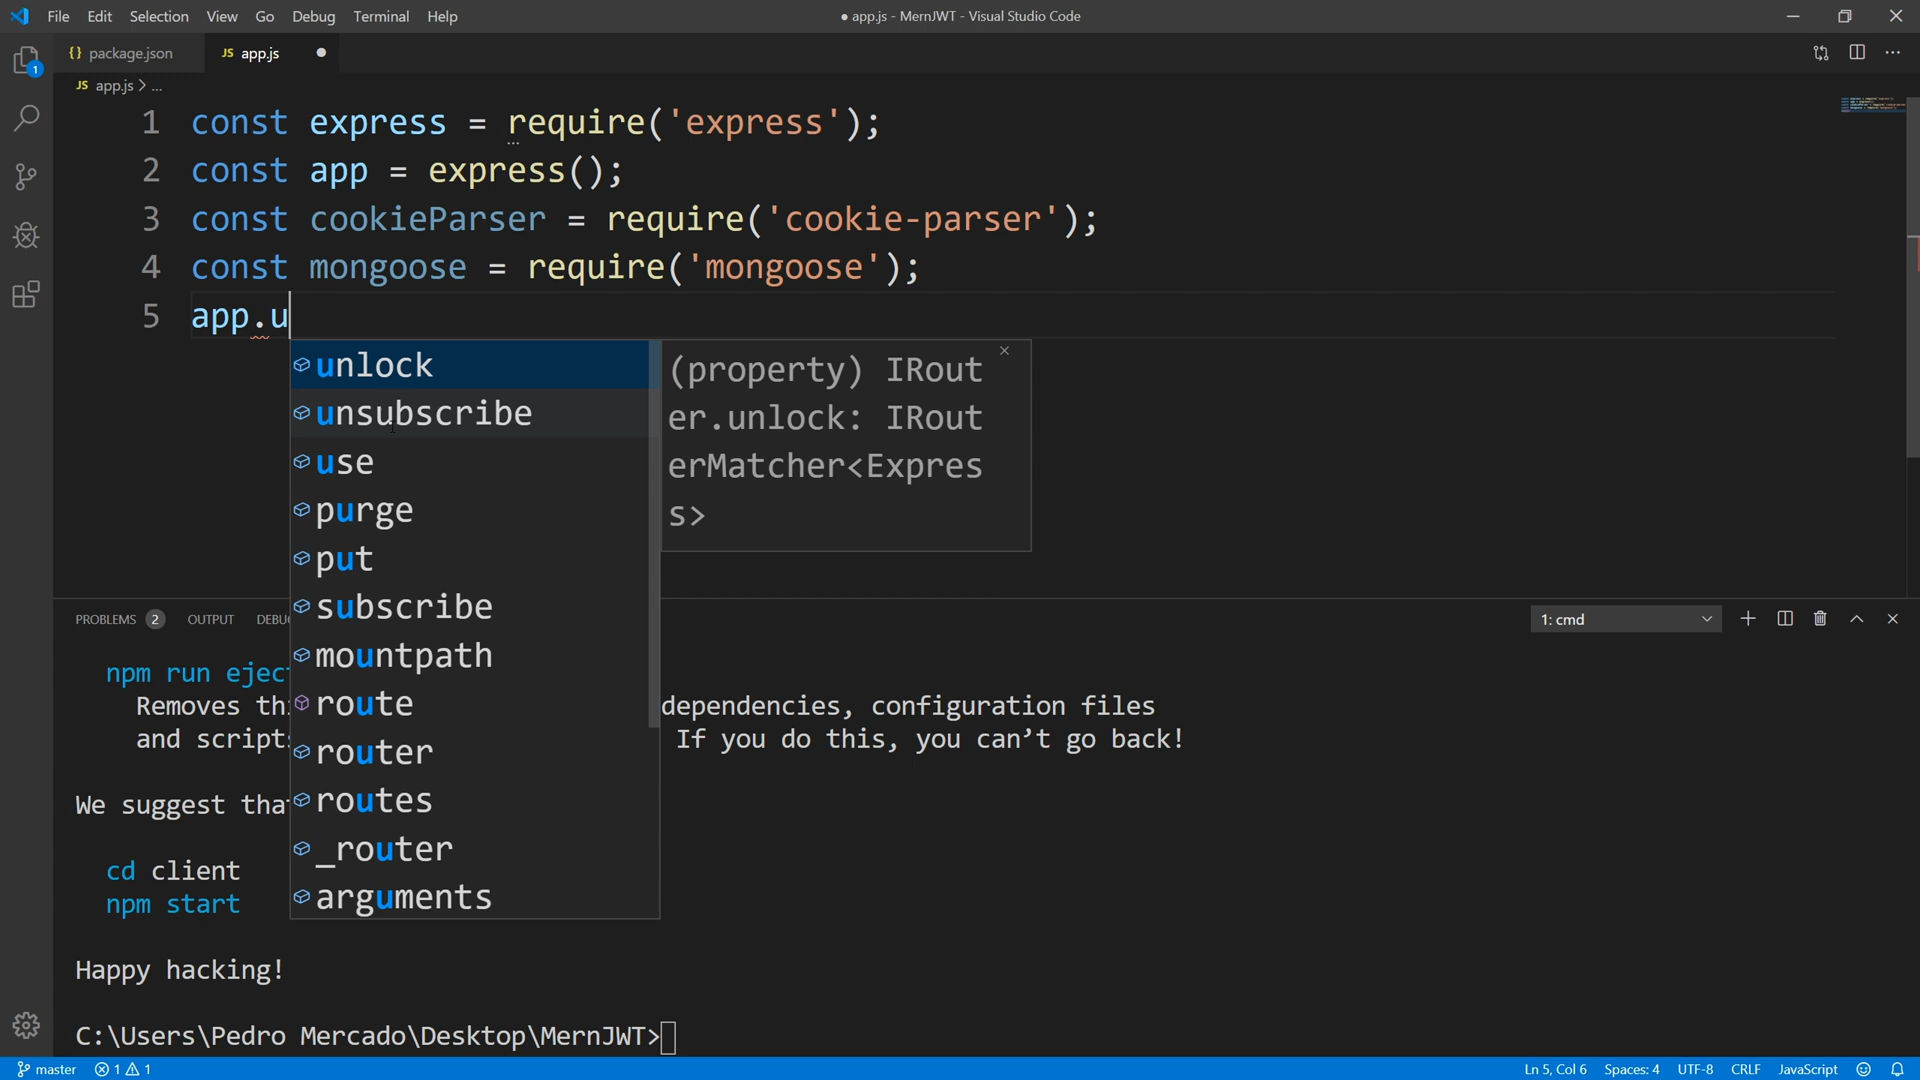 File Edit Selection View Go Debug Terminal Help
● app.js - MernJWT - Visual Studio Code
{} package.json
JS app.js ●
JS app.js > ...
1
1 const express = require('express');
2 const app = express();
3 const cookieParser = require('cookie-parser');
4 const mongoose = require('mongoose');
5 app.u
unlock
unsubscribe
use
purge
put
subscribe
mountpath
route
router
routes
_router
arguments
(property) IRout
er.unlock: IRout
erMatcher<Expres
s>
PROBLEMS 2 OUTPUT DEBU
1: cmd
npm run ejec
Removes th dependencies, configuration files
and script If you do this, you can’t go back!
We suggest tha
cd client
npm start
Happy hacking!
C:\Users\Pedro Mercado\Desktop\MernJWT>
master 1 1
Ln 5, Col 6 Spaces: 4 UTF-8 CRLF JavaScript